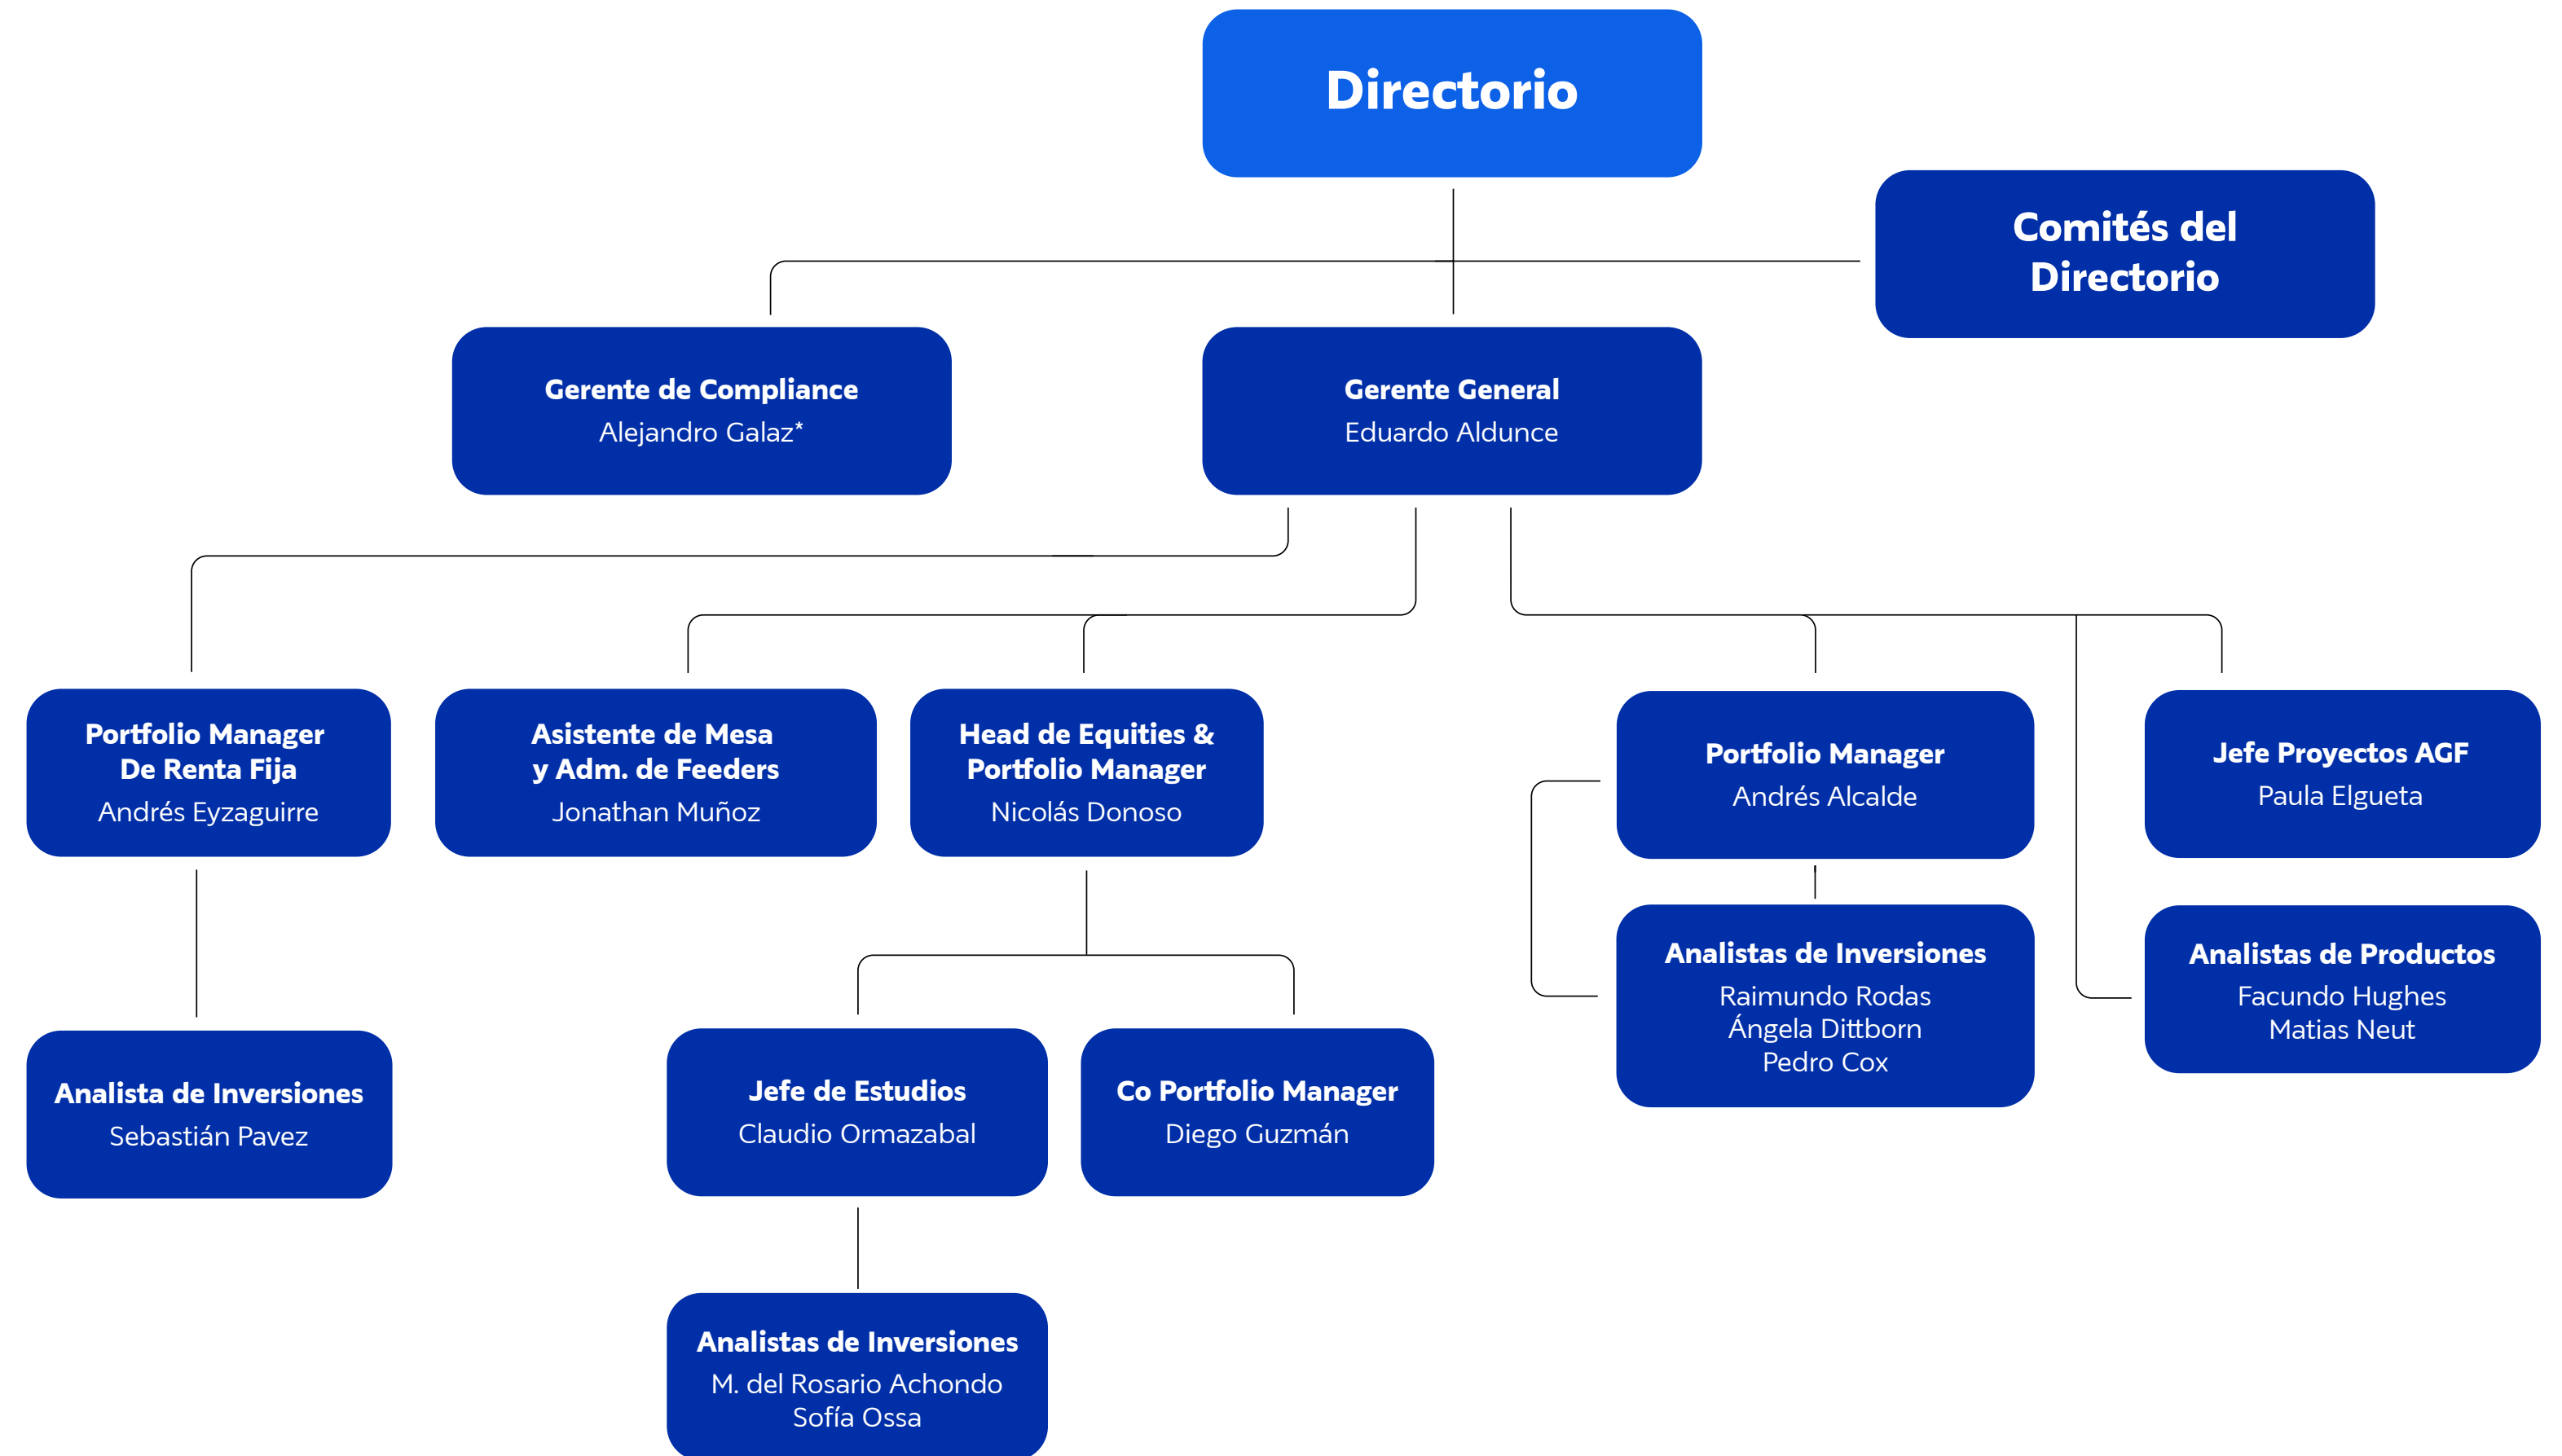 Directorio
Comités del
Directorio
Gerente de Compliance
Alejandro Galaz*
Gerente General
Eduardo Aldunce
Portfolio Manager
De Renta Fija
Andrés Eyzaguirre
Asistente de Mesa
y Adm. de Feeders
Jonathan Muñoz
Head de Equities &
Portfolio Manager
Nicolás Donoso
Portfolio Manager
Andrés Alcalde
Jefe Proyectos AGF
Paula Elgueta
Analistas de Inversiones
Raimundo Rodas
Ángela Dittborn
Pedro Cox
Analistas de Productos
Facundo Hughes
Matias Neut
Analista de Inversiones
Sebastián Pavez
Jefe de Estudios
Claudio Ormazabal
Co Portfolio Manager
Diego Guzmán
Analistas de Inversiones
M. del Rosario Achondo
Sofía Ossa